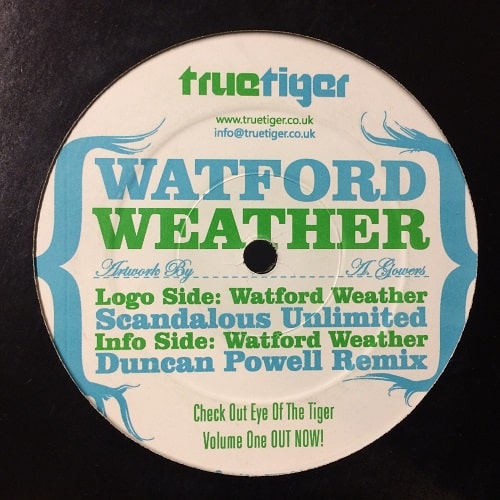 truetiger
www.truetiger.co.uk
info@truetiger.co.uk
WATFORD
WEATHER
Artwork By A. Gowers
Logo Side: Watford Weather
Scandalous Unlimited
Info Side: Watford Weather
Duncan Powell Remix
Check Out Eye Of The Tiger
Volume One OUT NOW!